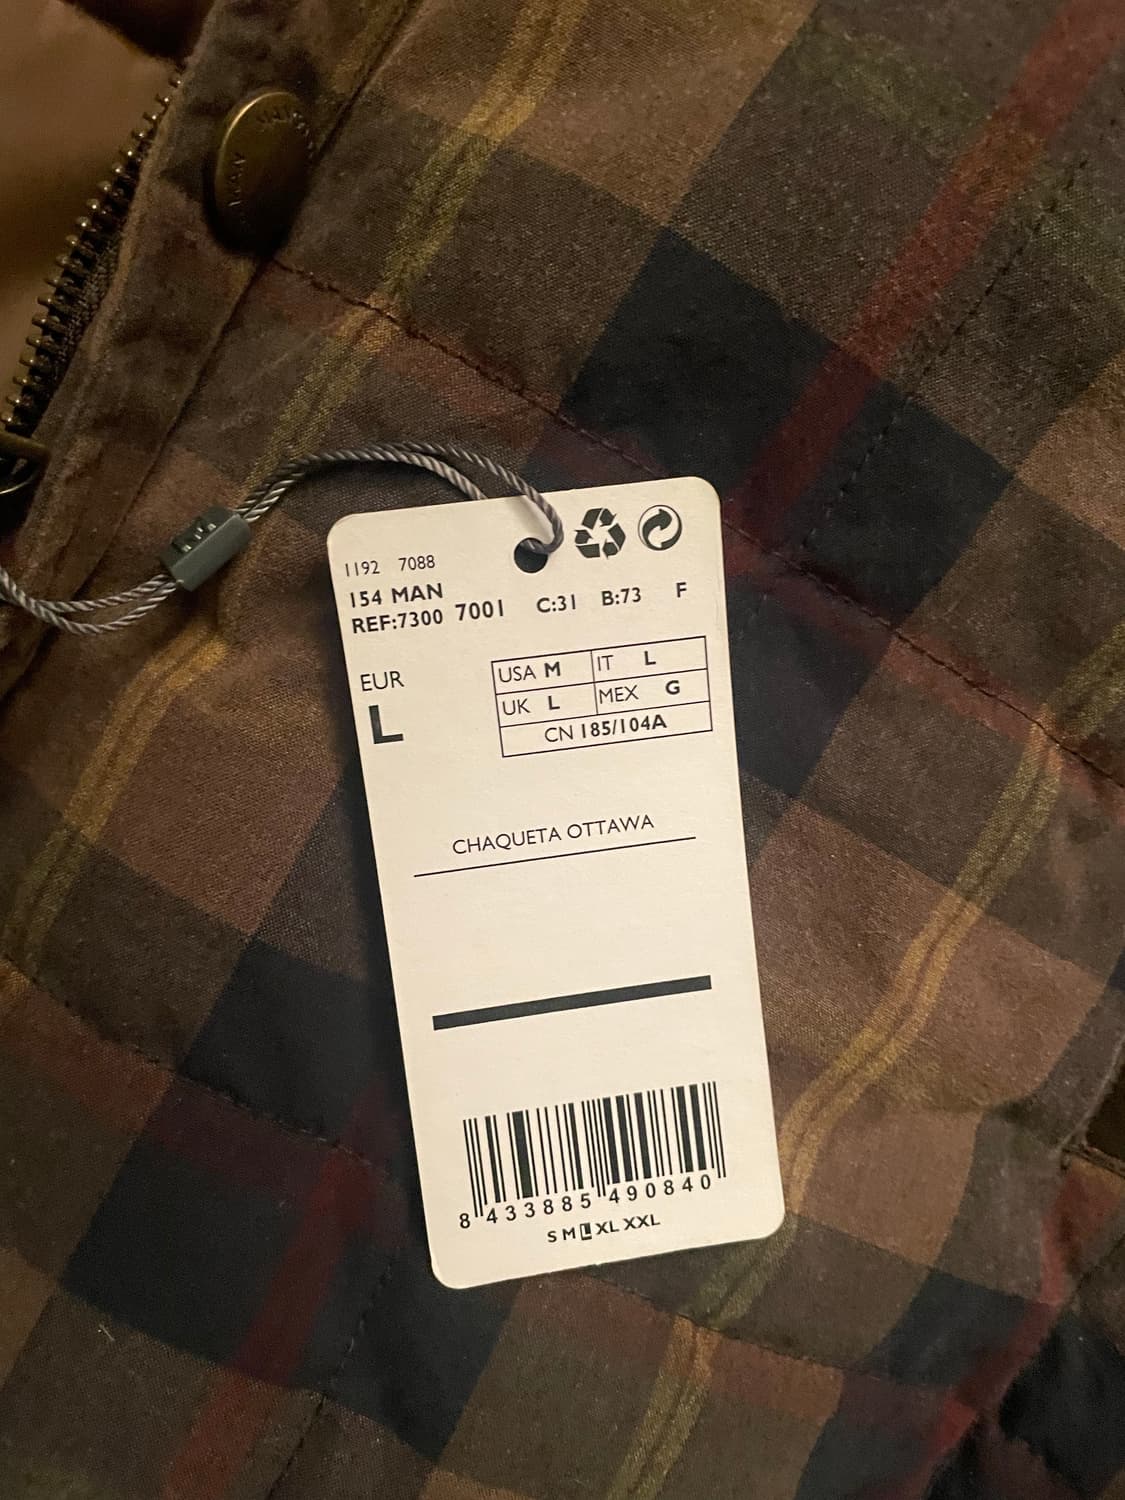 1192 7088
154 MAN
REF:7300 7001 C:31 B:73 F
EUR
L
USA M IT L
UK L MEX G
CN 185/104A
CHAQUETA OTTAWA
8 433885 490840
S M L XL XXL